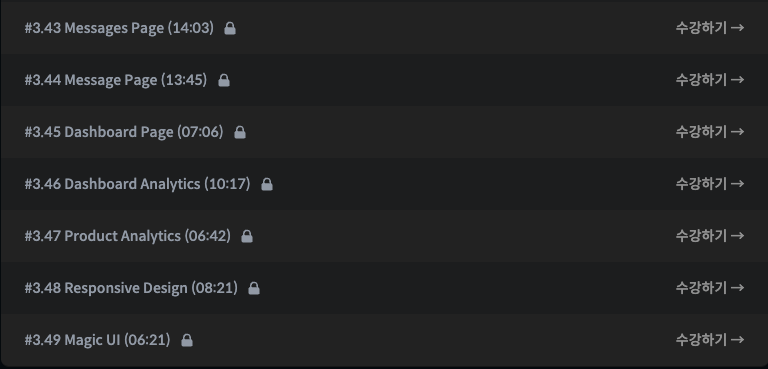 #3.43 Messages Page (14:03) 수강하기 →
#3.44 Message Page (13:45) 수강하기 →
#3.45 Dashboard Page (07:06) 수강하기 →
#3.46 Dashboard Analytics (10:17) 수강하기 →
#3.47 Product Analytics (06:42) 수강하기 →
#3.48 Responsive Design (08:21) 수강하기 →
#3.49 Magic UI (06:21) 수강하기 →